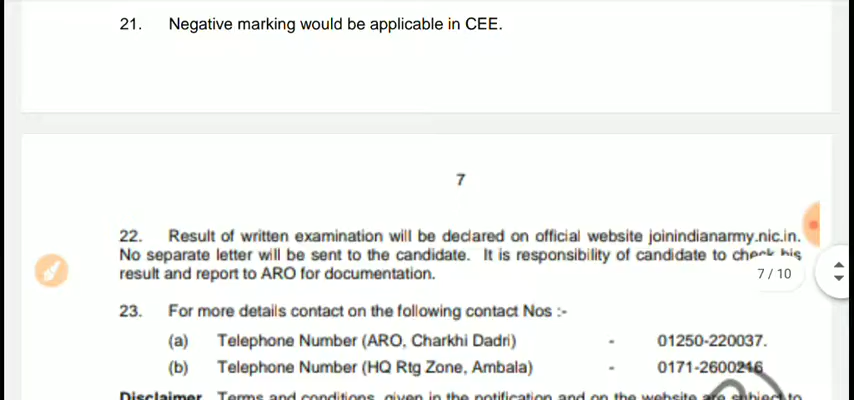 21. Negative marking would be applicable in CEE.
7
22. Result of written examination will be declared on official website joinindianarmy.nic.in.
No separate letter will be sent to the candidate. It is responsibility of candidate to check his
result and report to ARO for documentation.
7 / 10
23. For more details contact on the following contact Nos :-
(a) Telephone Number (ARO, Charkhi Dadri) - 01250-220037.
(b) Telephone Number (HQ Rtg Zone, Ambala) - 0171-2600216
Disclaimer Terms and conditions given in the notification and on the website are subject to